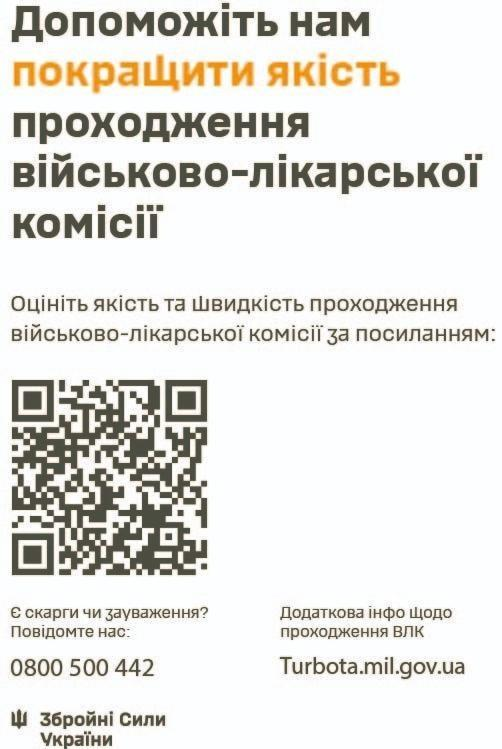 Допоможіть нам
покращити якість
проходження
військово-лікарської
комісії
Оцініть якість та швидкість проходження
військово-лікарської комісії за посиланням:
Є скарги чи зауваження?
Повідомте нас:
0800 500 442
Додаткова інфо щодо
проходження ВЛК
Turbota.mil.gov.ua
Збройні Сили
України